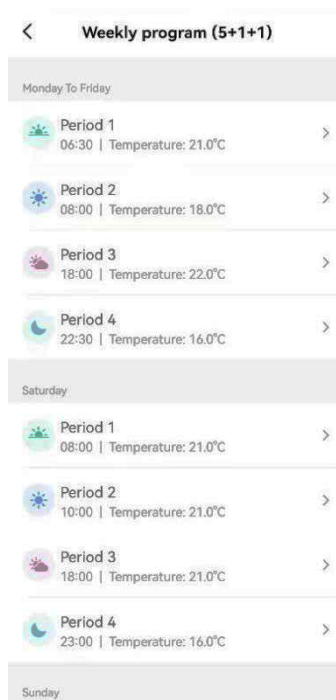 Weekly program (5+1+1)
Monday To Friday
Period 1
06:30 | Temperature: 21.0°C
Period 2
08:00 | Temperature: 18.0°C
Period 3
18:00 | Temperature: 22.0°C
Period 4
22:30 | Temperature: 16.0°C
Saturday
Period 1
08:00 | Temperature: 21.0°C
Period 2
10:00 | Temperature: 21.0°C
Period 3
18:00 | Temperature: 21.0°C
Period 4
23:00 | Temperature: 16.0°C
Sunday